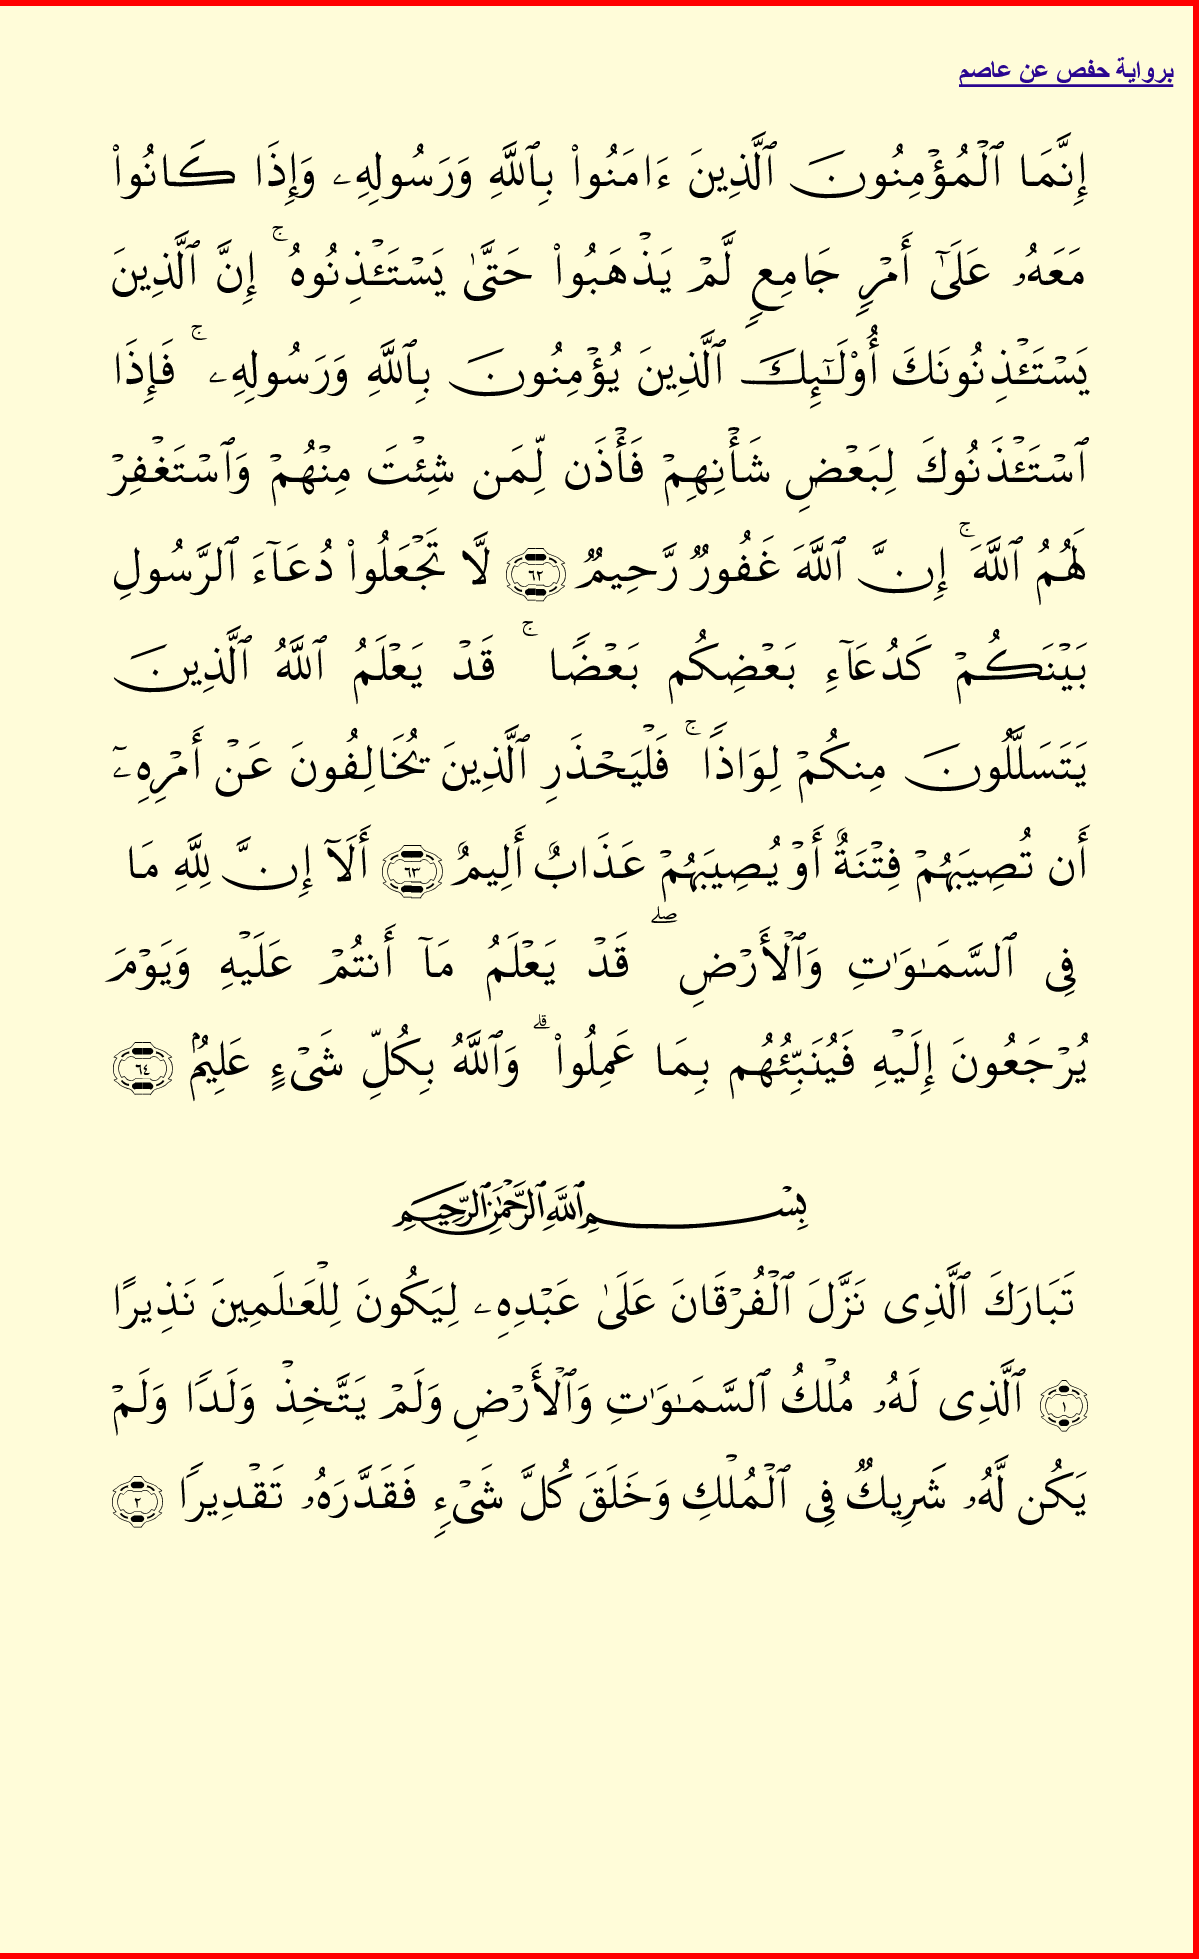 برواية حفص عن عاصم
إِنَّمَا ٱلْمُؤْمِنُونَ ٱلَّذِينَ ءَامَنُوا۟ بِٱللَّهِ وَرَسُولِهِۦ وَإِذَا كَانُوا۟
مَعَهُۥ عَلَىٰٓ أَمْرٍ جَامِعٍ لَّمْ يَذْهَبُوا۟ حَتَّىٰ يَسْتَـْٔذِنُوهُ ۚ إِنَّ ٱلَّذِينَ
يَسْتَـْٔذِنُونَكَ أُو۟لَـٰٓئِكَ ٱلَّذِينَ يُؤْمِنُونَ بِٱللَّهِ وَرَسُولِهِۦ ۚ فَإِذَا
ٱسْتَـْٔذَنُوكَ لِبَعْضِ شَأْنِهِمْ فَأْذَن لِّمَن شِئْتَ مِنْهُمْ وَٱسْتَغْفِرْ
لَهُمُ ٱللَّهَ ۚ إِنَّ ٱللَّهَ غَفُورٌ رَّحِيمٌ ٦٢ لَّا تَجْعَلُوا۟ دُعَآءَ ٱلرَّسُولِ
بَيْنَكُمْ كَدُعَآءِ بَعْضِكُم بَعْضًا ۚ قَدْ يَعْلَمُ ٱللَّهُ ٱلَّذِينَ
يَتَسَلَّلُونَ مِنكُمْ لِوَاذًا ۚ فَلْيَحْذَرِ ٱلَّذِينَ يُخَالِفُونَ عَنْ أَمْرِهِۦٓ
أَن تُصِيبَهُمْ فِتْنَةٌ أَوْ يُصِيبَهُمْ عَذَابٌ أَلِيمٌ ٦٣ أَلَآ إِنَّ لِلَّهِ مَا
فِى ٱلسَّمَـٰوَٰتِ وَٱلْأَرْضِ ۖ قَدْ يَعْلَمُ مَآ أَنتُمْ عَلَيْهِ وَيَوْمَ
يُرْجَعُونَ إِلَيْهِ فَيُنَبِّئُهُم بِمَا عَمِلُوا۟ ۗ وَٱللَّهُ بِكُلِّ شَىْءٍ عَلِيمٌۢ ٦٤
بِسْمِ ٱللَّهِ ٱلرَّحْمَـٰنِ ٱلرَّحِيمِ
تَبَارَكَ ٱلَّذِى نَزَّلَ ٱلْفُرْقَانَ عَلَىٰ عَبْدِهِۦ لِيَكُونَ لِلْعَـٰلَمِينَ نَذِيرًا
١ ٱلَّذِى لَهُۥ مُلْكُ ٱلسَّمَـٰوَٰتِ وَٱلْأَرْضِ وَلَمْ يَتَّخِذْ وَلَدًا وَلَمْ
يَكُن لَّهُۥ شَرِيكٌ فِى ٱلْمُلْكِ وَخَلَقَ كُلَّ شَىْءٍ فَقَدَّرَهُۥ تَقْدِيرًا ٢